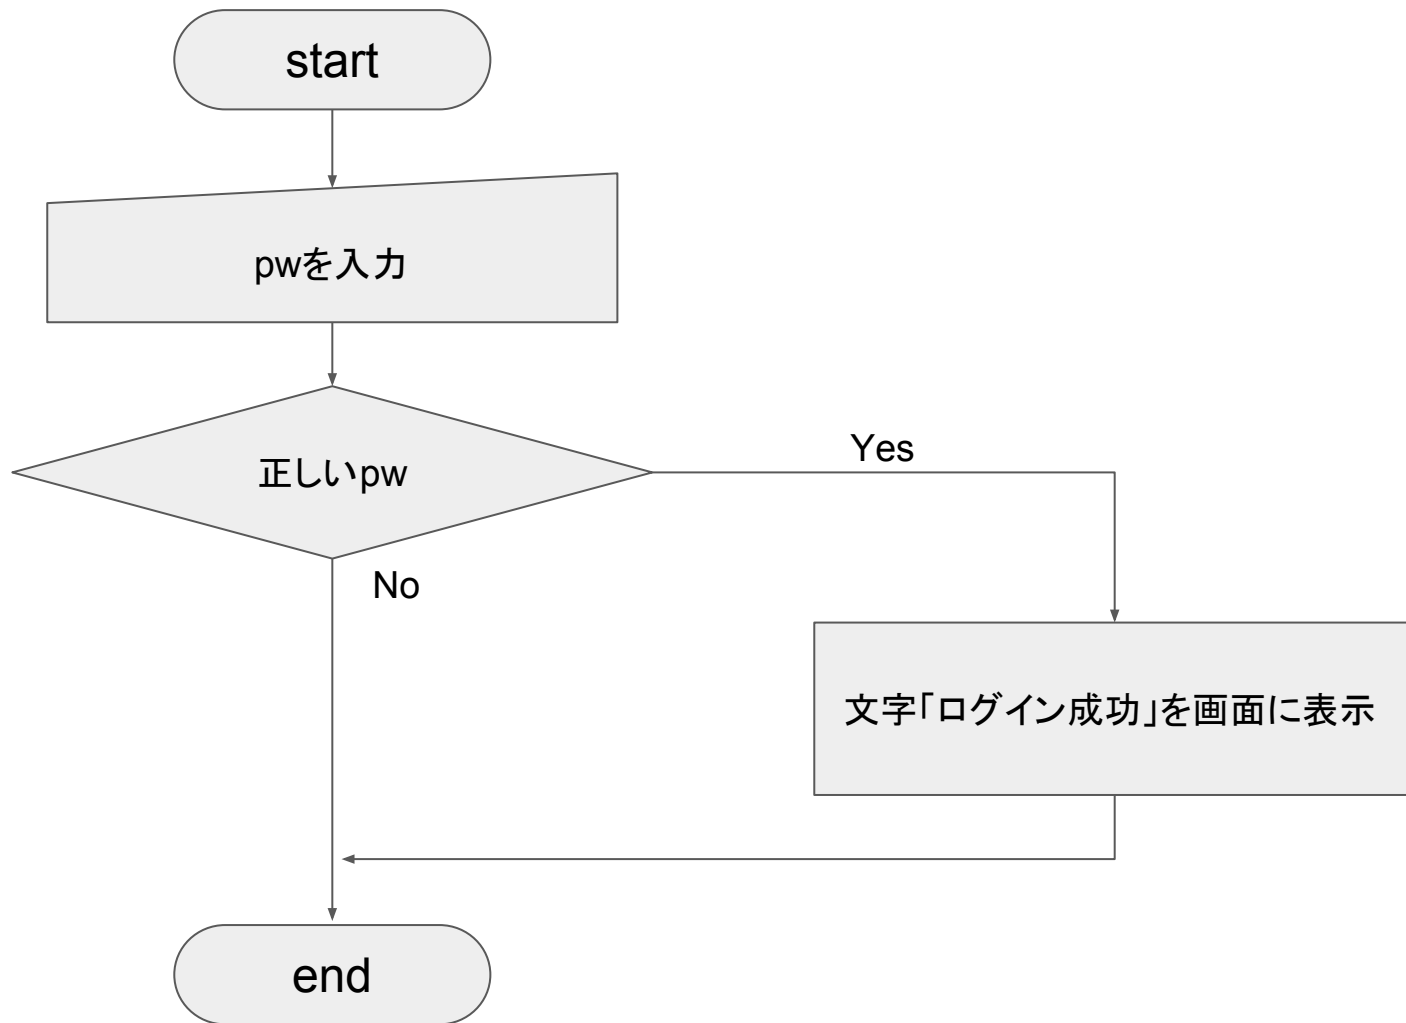 start
pwを入力
正しいpw
Yes
No
文字「ログイン成功」を画面に表示
end